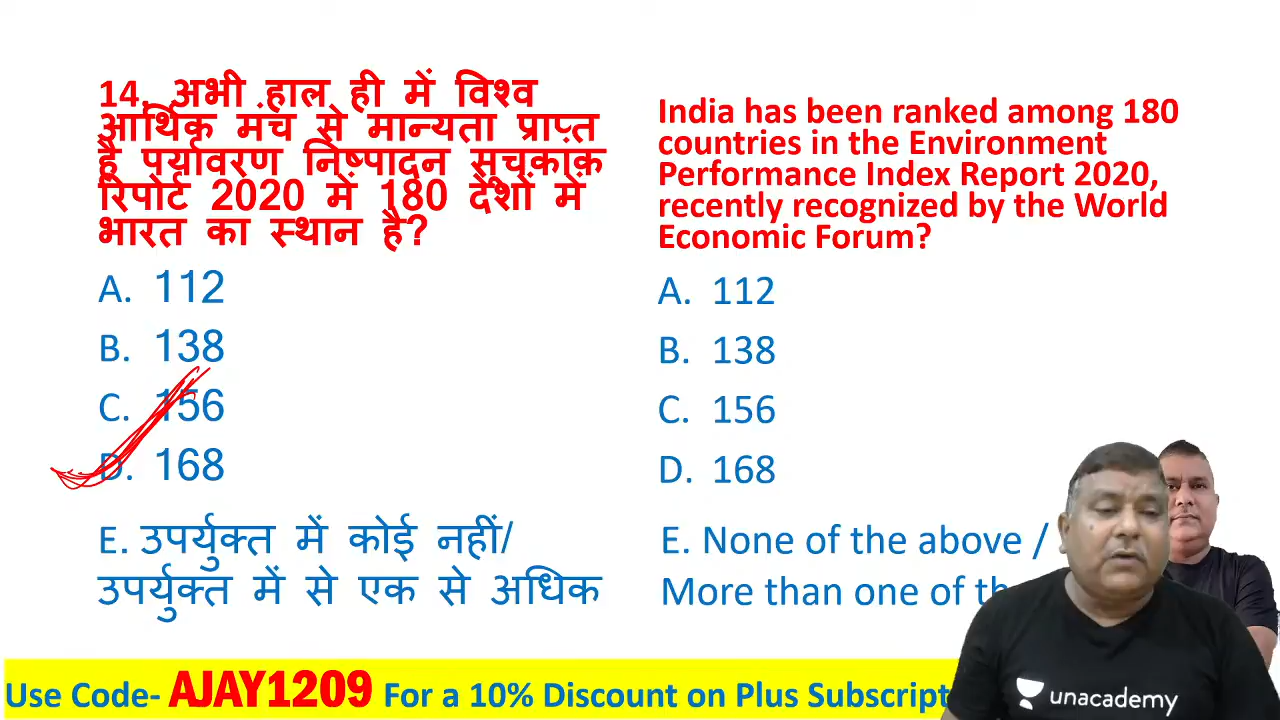 14. अभी हाल ही में विश्व
आर्थिक मंच से मान्यता प्राप्त
है पर्यावरण निष्पादन सूचकांक
रिपोर्ट 2020 में 180 देशों में
भारत का स्थान है?
A. 112
B. 138
C. 156
D. 168
E. उपर्युक्त में कोई नहीं/
उपर्युक्त में से एक से अधिक
India has been ranked among 180
countries in the Environment
Performance Index Report 2020,
recently recognized by the World
Economic Forum?
A. 112
B. 138
C. 156
D. 168
E. None of the above /
More than one of th
Use Code- AJAY1209 For a 10% Discount on Plus Subscript
unacademy